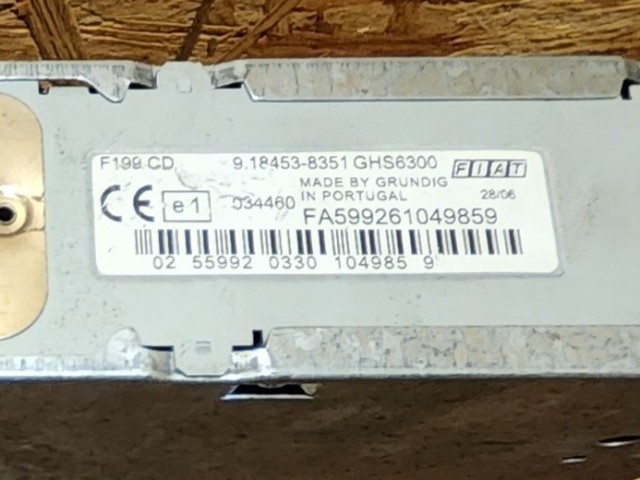 F199 CD 9.18453-8351 GHS6300 FIAT
MADE BY GRUNDIG
CE e1 034460 IN PORTUGAL 28/06
FA599261049859
02 55992 0330 104985 9